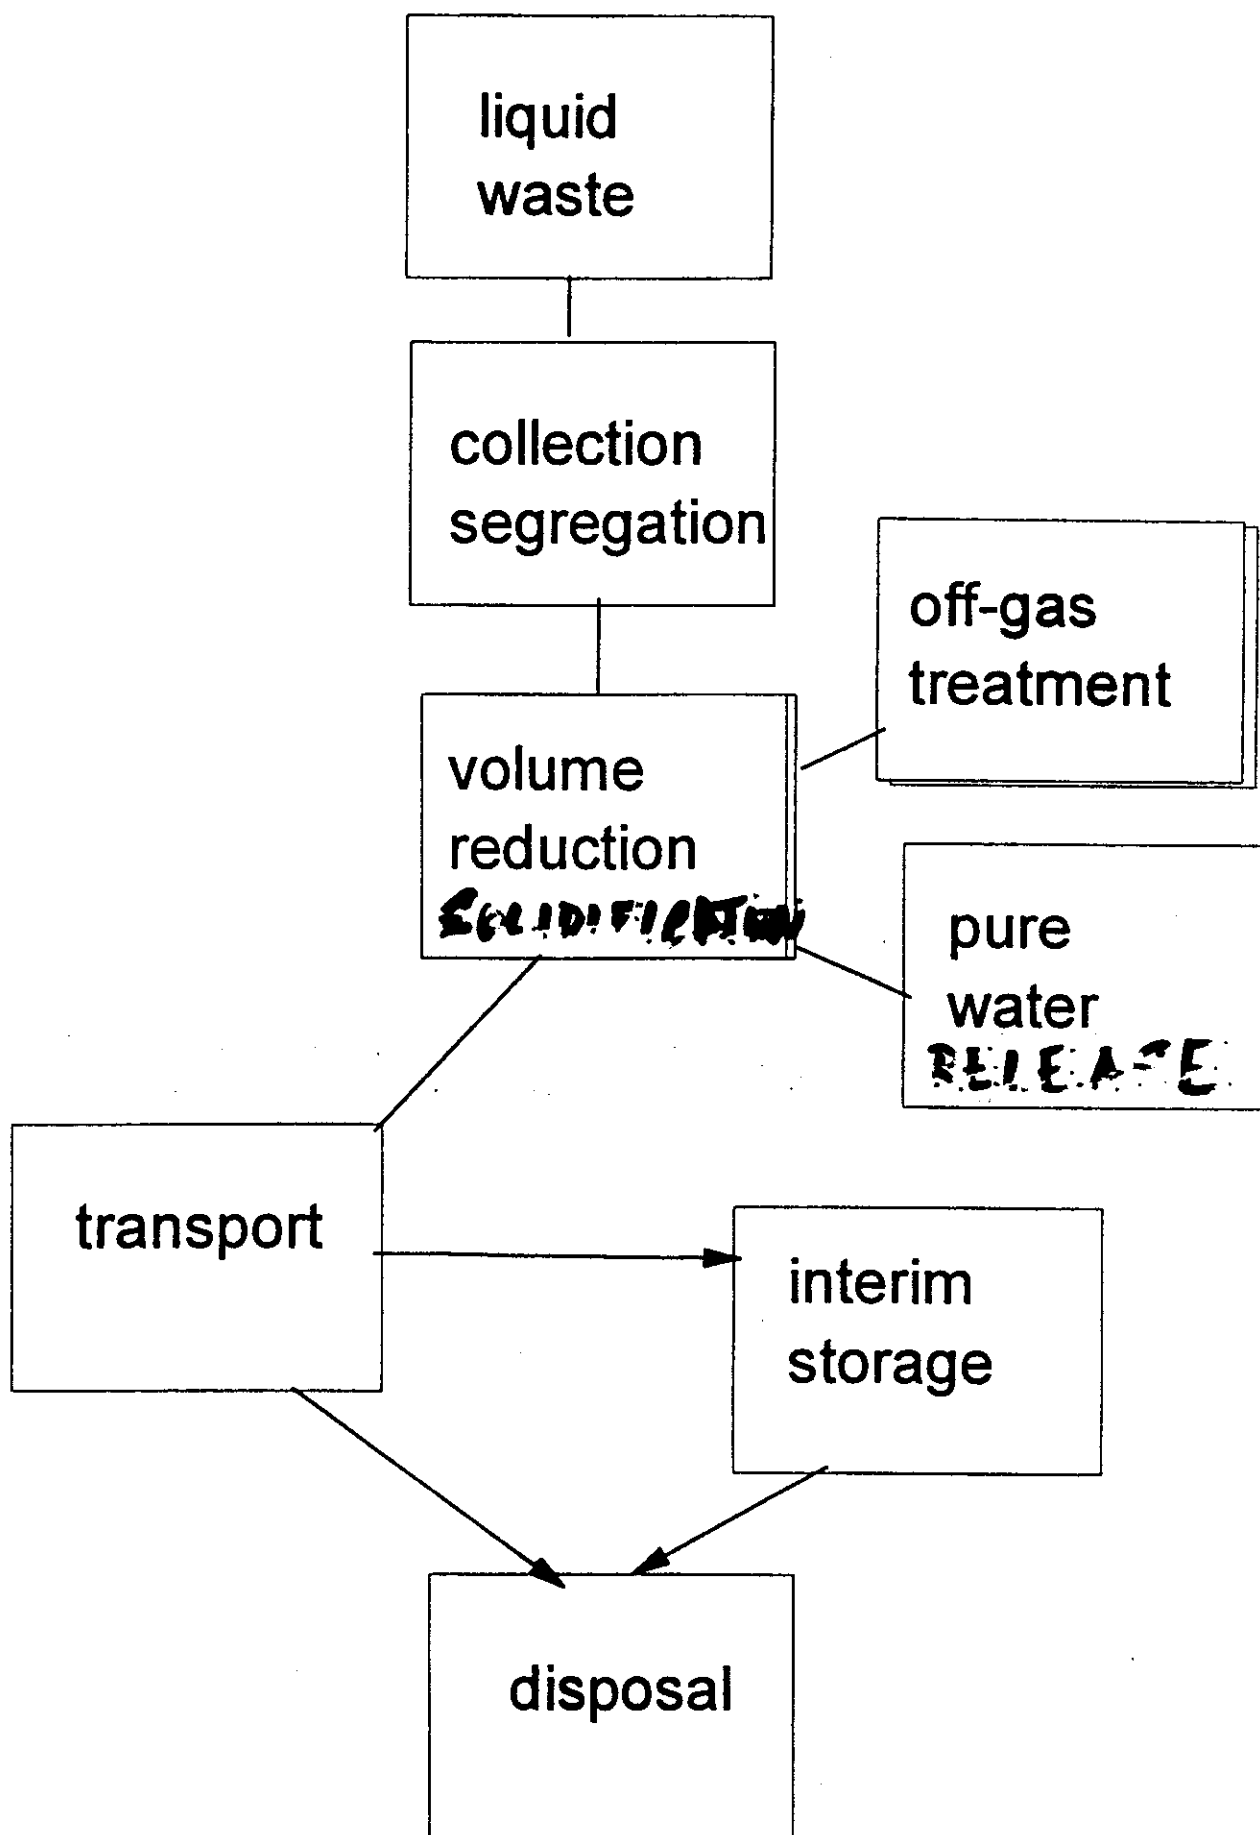 liquid
waste
collection
segregation
off-gas
treatment
volume
reduction
SOLIDIFICATION
pure
water
RELEASE
transport
interim
storage
disposal